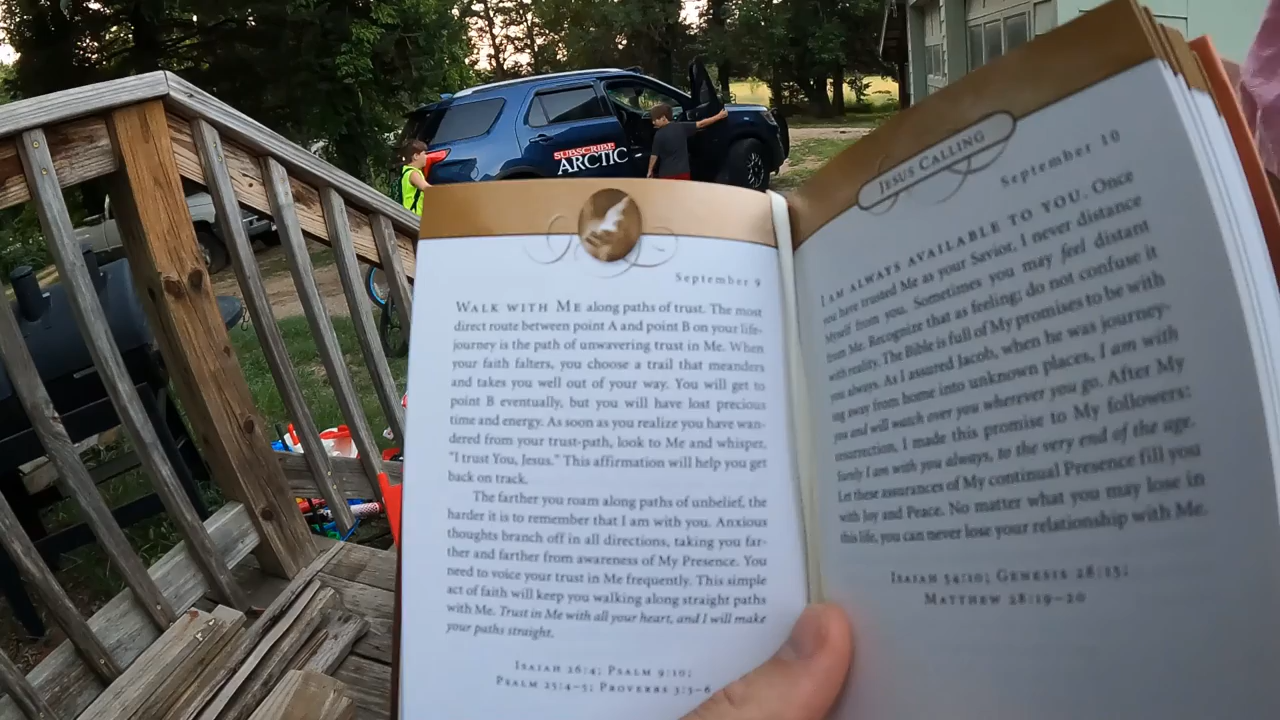 SUBSCRIBE
ARCTIC
September 9
WALK WITH ME along paths of trust. The most
direct route between point A and point B on your life-
journey is the path of unwavering trust in Me. When
your faith falters, you choose a trail that meanders
and takes you well out of your way. You will get to
point B eventually, but you will have lost precious
time and energy. As soon as you realize you have wan-
dered from your trust-path, look to Me and whisper,
"I trust You, Jesus." This affirmation will help you get
back on track.
The farther you roam along paths of unbelief, the
harder it is to remember that I am with you. Anxious
thoughts branch off in all directions, taking you far-
ther and farther from awareness of My Presence. You
need to voice your trust in Me frequently. This simple
act of faith will keep you walking along straight paths
with Me. Trust in Me with all your heart, and I will make
your paths straight.
ISAIAH 26:4; PSALM 9:10;
PSALM 25:4-5; PROVERBS 3:5-6
JESUS CALLING
September 10
I AM ALWAYS AVAILABLE TO YOU. Once
you have trusted Me as your Savior, I never distance
Myself from you. Sometimes you may feel distant
from Me. Recognize that as feeling; do not confuse it
with reality. The Bible is full of My promises to be with
you always. As I assured Jacob, when he was journey-
ing away from home into unknown places, I am with
you and will watch over you wherever you go. After My
resurrection, I made this promise to My followers:
Surely I am with you always, to the very end of the age.
Let these assurances of My continual Presence fill you
with Joy and Peace. No matter what you may lose in
this life, you can never lose your relationship with Me.
ISAIAH 54:10; GENESIS 28:15;
MATTHEW 28:19-20